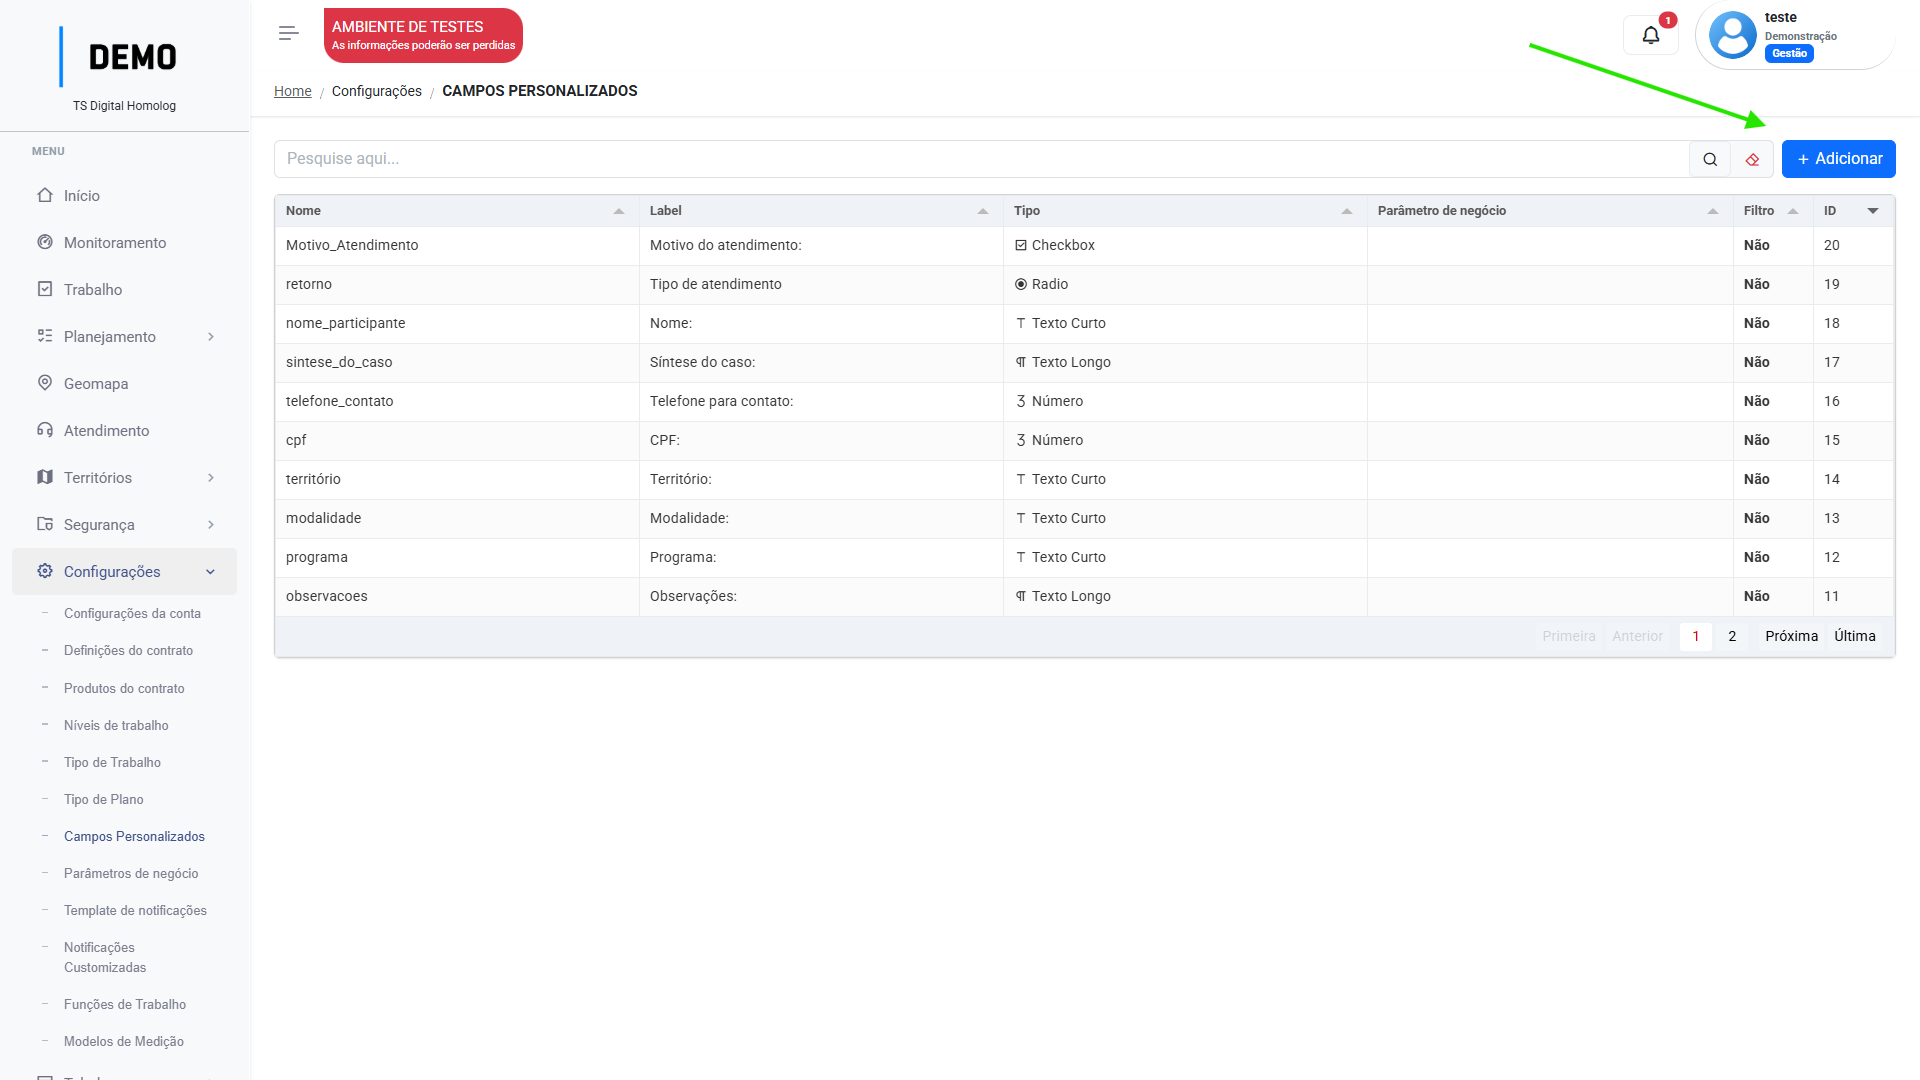 DEMO
TS Digital Homolog
MENU
Início
Monitoramento
Trabalho
Planejamento
Geomapa
Atendimento
Territórios
Segurança
Configurações
Configurações da conta
Definições do contrato
Produtos do contrato
Níveis de trabalho
Tipo de Trabalho
Tipo de Plano
Campos Personalizados
Parâmetros de negócio
Template de notificações
Notificações
Customizadas
Funções de Trabalho
Modelos de Medição
AMBIENTE DE TESTES
As informações poderão ser perdidas
1
teste
Demonstração
Gestão
Home / Configurações / CAMPOS PERSONALIZADOS
Pesquise aqui...
+ Adicionar
Nome Label Tipo Parâmetro de negócio Filtro ID
Motivo_Atendimento Motivo do atendimento: Checkbox Não 20
retorno Tipo de atendimento Radio Não 19
nome_participante Nome: Texto Curto Não 18
sintese_do_caso Síntese do caso: Texto Longo Não 17
telefone_contato Telefone para contato: Número Não 16
cpf CPF: Número Não 15
território Território: Texto Curto Não 14
modalidade Modalidade: Texto Curto Não 13
programa Programa: Texto Curto Não 12
observacoes Observações: Texto Longo Não 11
Primeira Anterior 1 2 Próxima Última